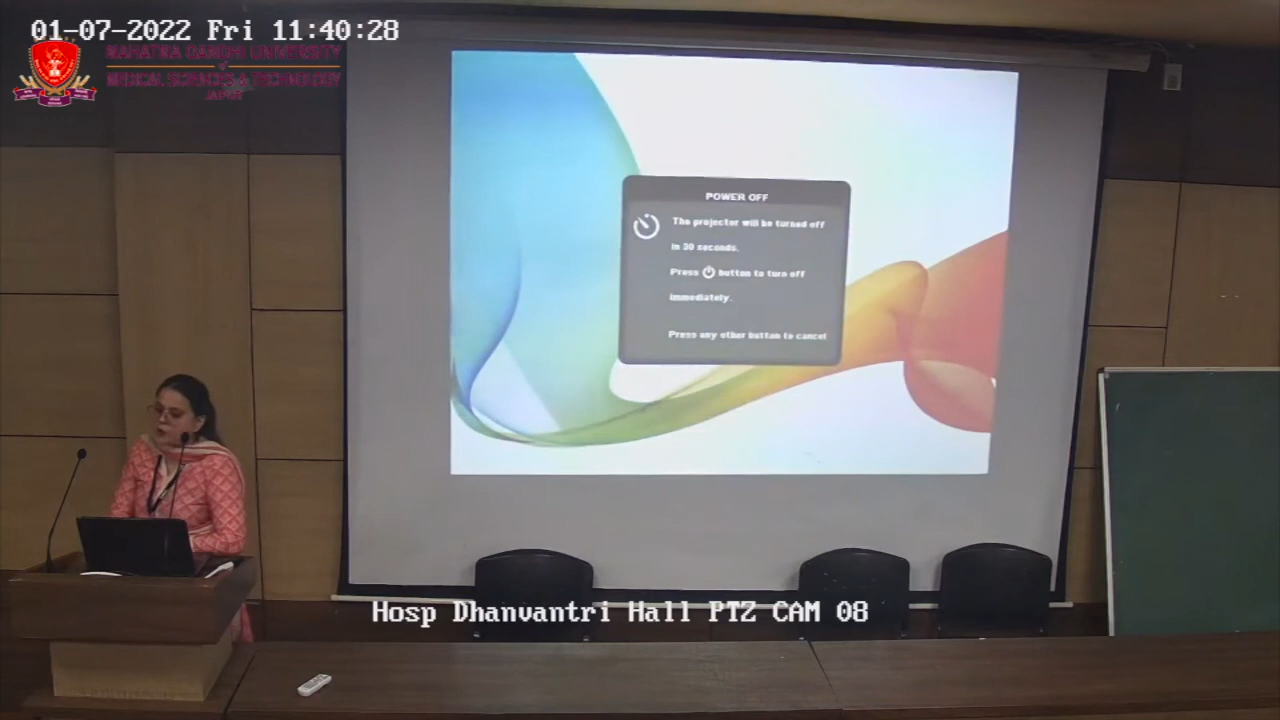 01-07-2022 Fri 11:40:28
MAHATMA GANDHI UNIVERSITY
of
MEDICAL SCIENCES & TECHNOLOGY
JAIPUR
POWER OFF
The projector will be turned off
in 30 seconds.
Press button to turn off
immediately.
Press any other button to cancel
Hosp Dhanvantri Hall PTZ CAM 08